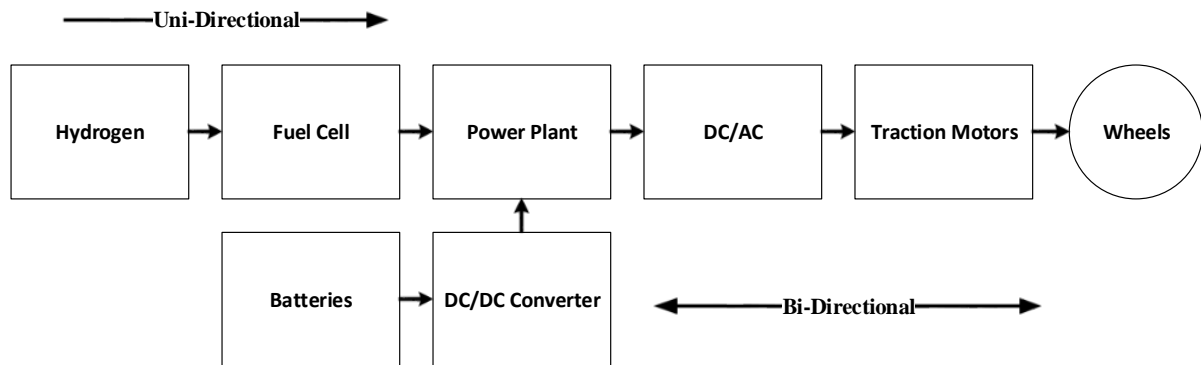 Uni-Directional
Hydrogen
Fuel Cell
Power Plant
DC/AC
Traction Motors
Wheels
Batteries
DC/DC Converter
Bi-Directional